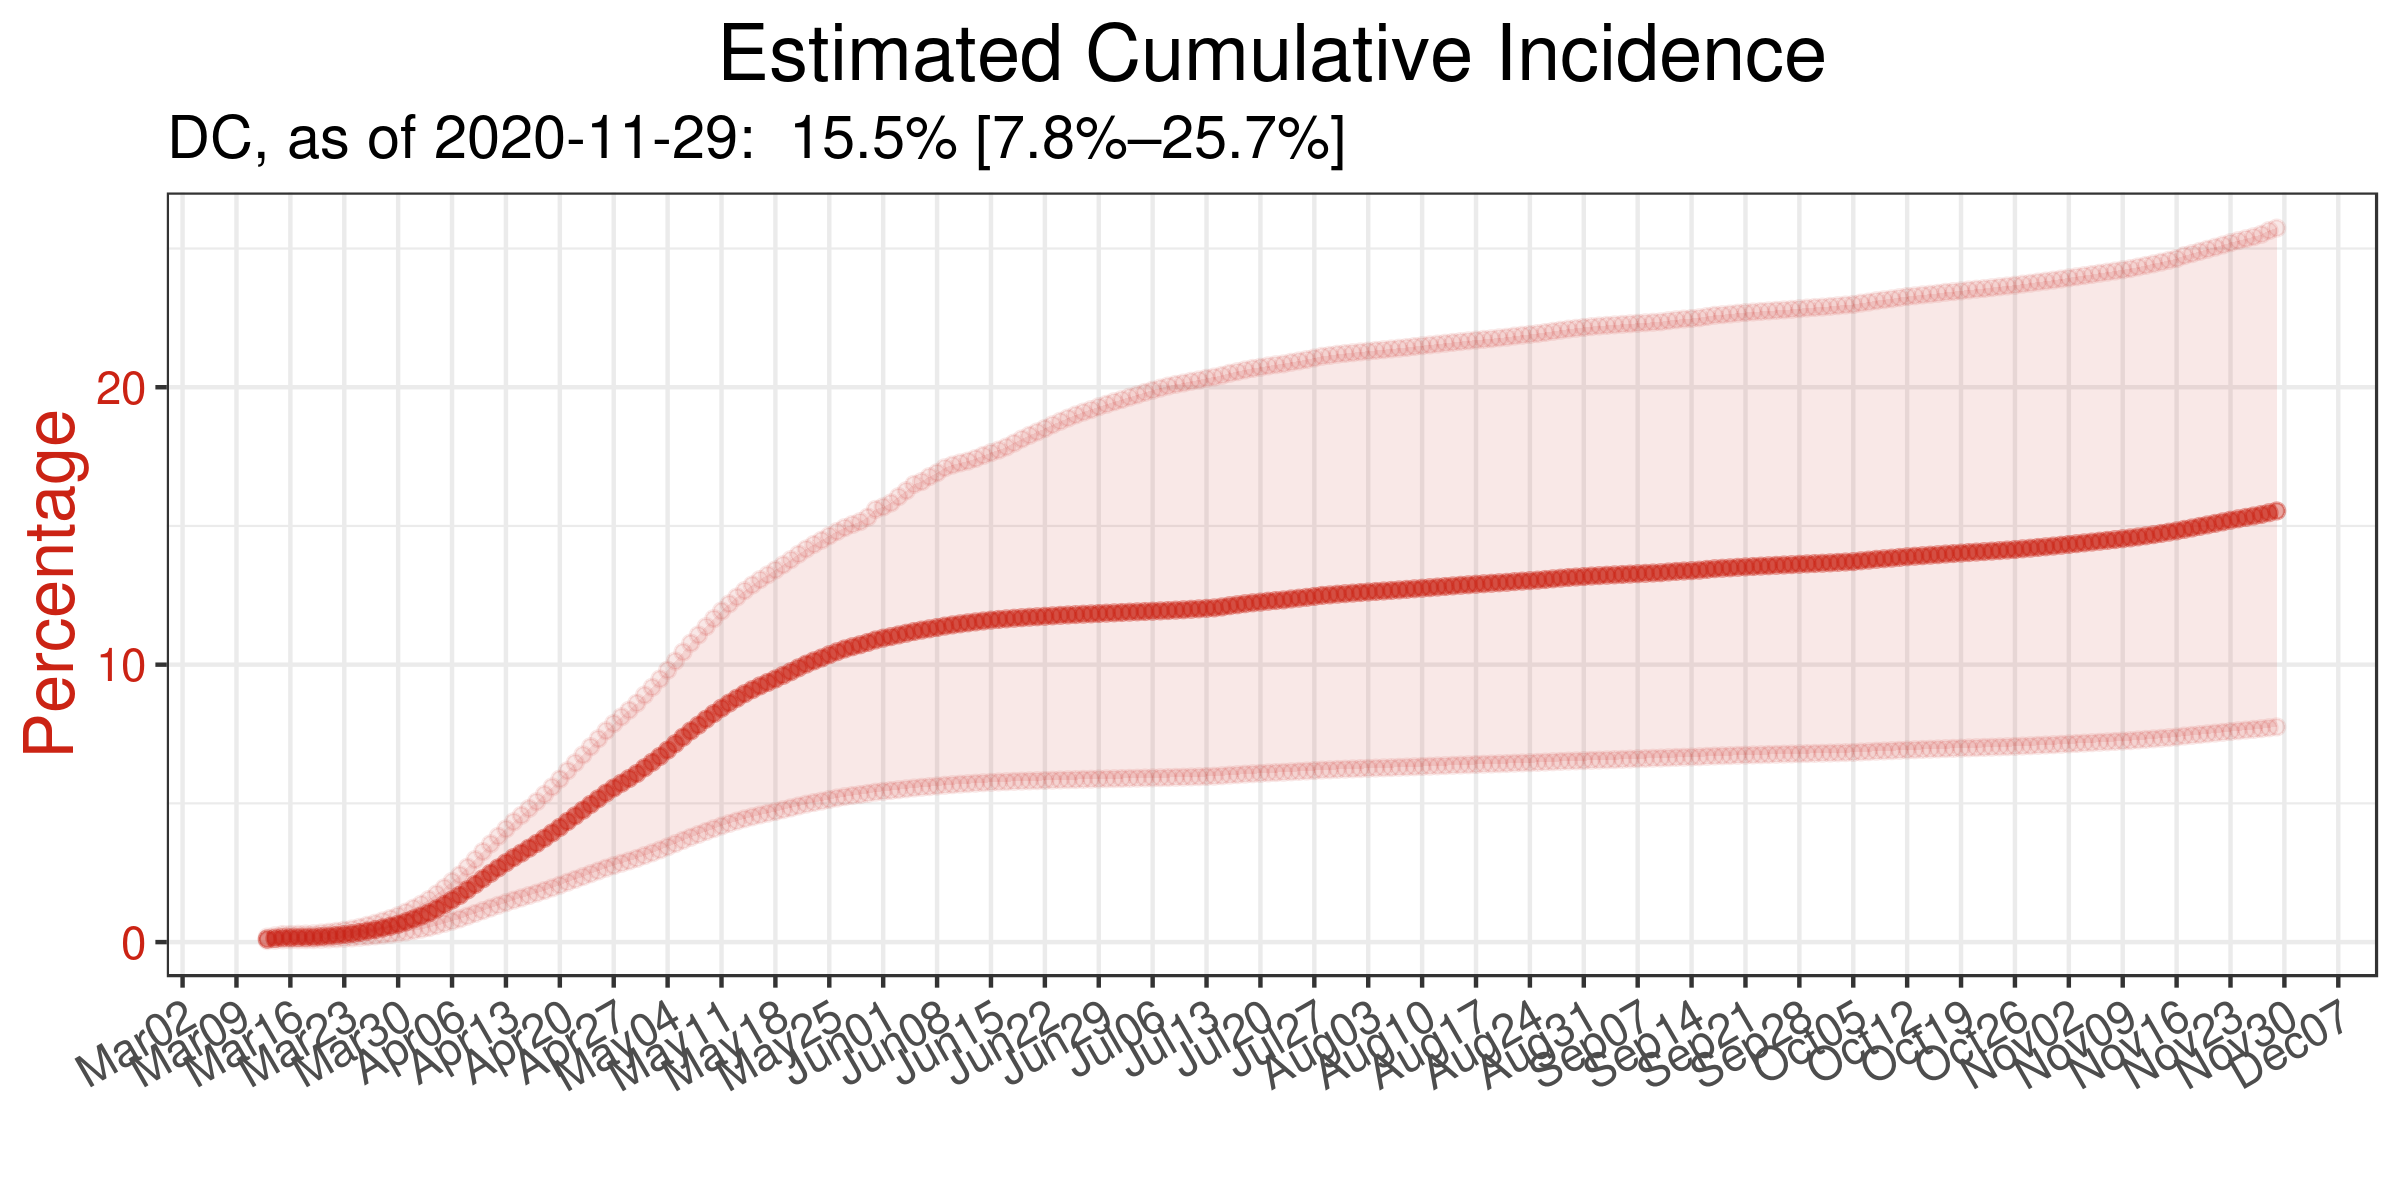 Estimated Cumulative Incidence
DC, as of 2020-11-29:  15.5% [7.8%–25.7%]
Percentage
20
10
0
Mar02
Mar09
Mar16
Mar23
Mar30
Apr06
Apr13
Apr20
Apr27
May04
May11
May18
May25
Jun01
Jun08
Jun15
Jun22
Jun29
Jul06
Jul13
Jul20
Jul27
Aug03
Aug10
Aug17
Aug24
Aug31
Sep07
Sep14
Sep21
Sep28
Oct05
Oct12
Oct19
Oct26
Nov02
Nov09
Nov16
Nov23
Nov30
Dec07